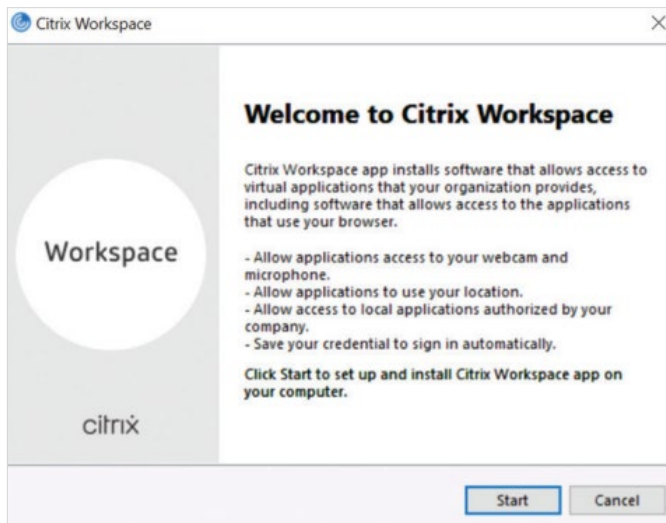 Citrix Workspace
Welcome to Citrix Workspace
Citrix Workspace app installs software that allows access to
virtual applications that your organization provides,
including software that allows access to the applications
that use your browser.
- Allow applications access to your webcam and
microphone.
- Allow applications to use your location.
- Allow access to local applications authorized by your
company.
- Save your credential to sign in automatically.
Click Start to set up and install Citrix Workspace app on
your computer.
Workspace
citrix
Start
Cancel